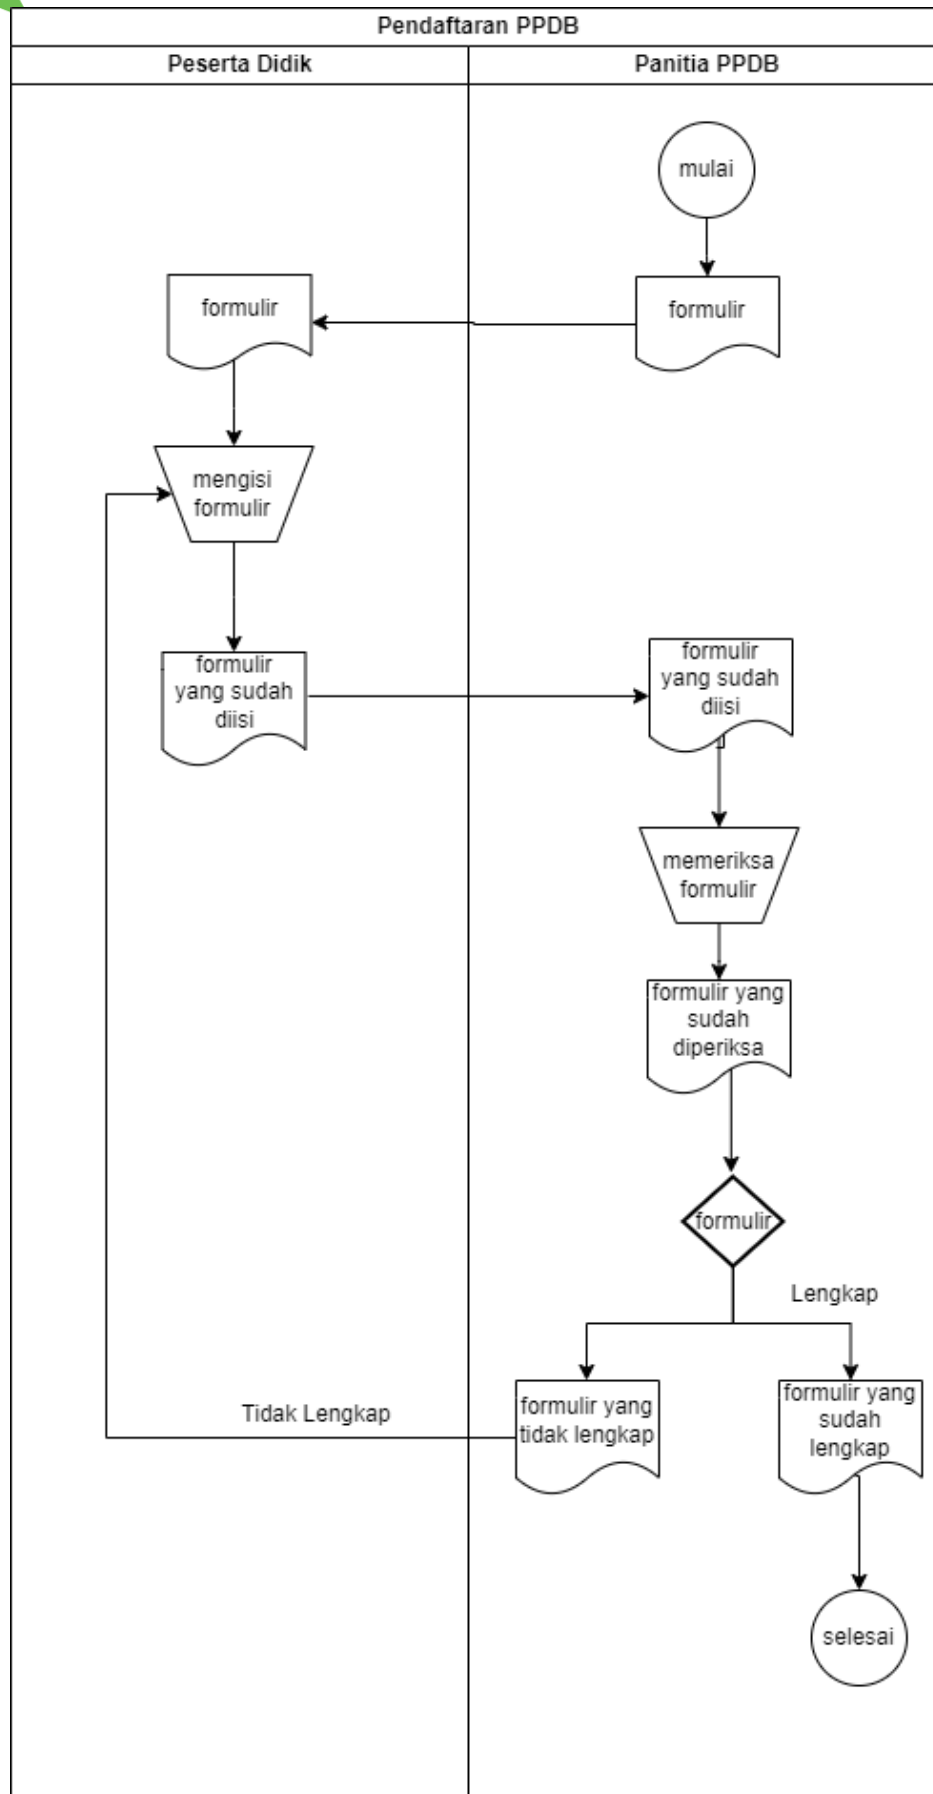 Pendaftaran PPDB
Peserta Didik
Panitia PPDB
mulai
formulir
formulir
mengisi
formulir
formulir
yang sudah
diisi
formulir
yang sudah
diisi
memeriksa
formulir
formulir yang
sudah
diperiksa
formulir
Lengkap
Tidak Lengkap
formulir yang
tidak lengkap
formulir yang
sudah
lengkap
selesai